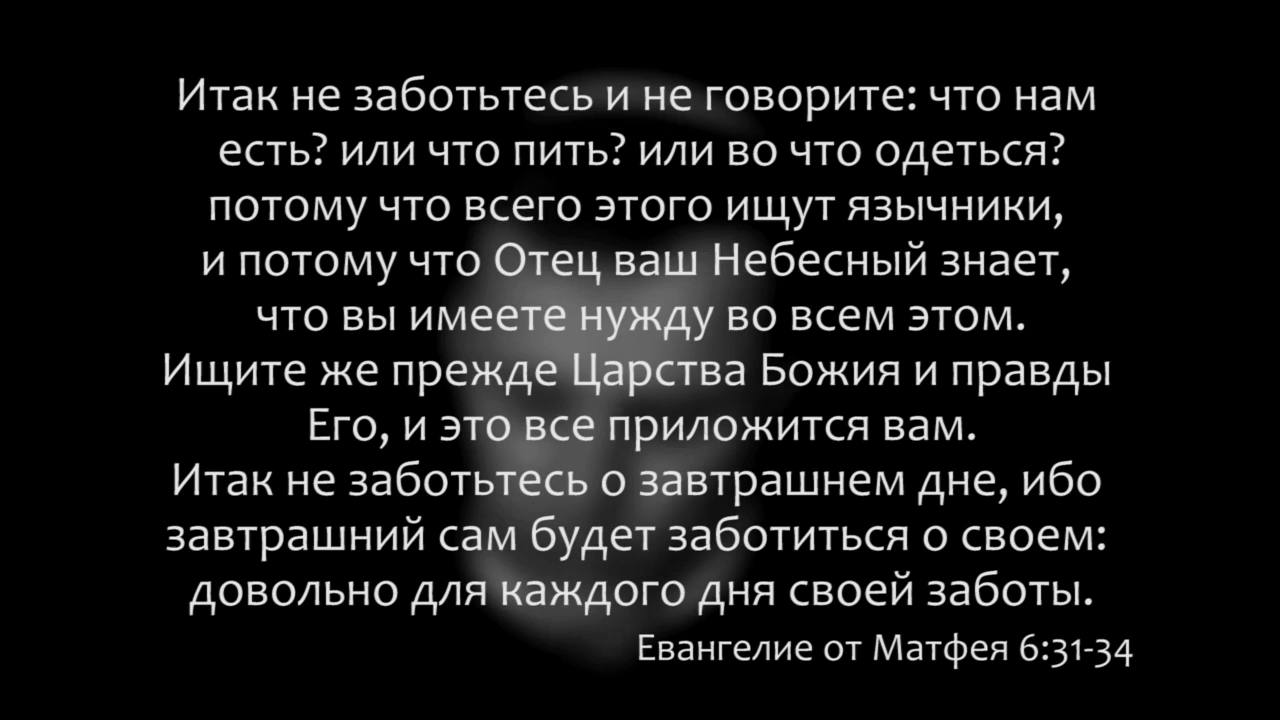 Итак не заботьтесь и не говорите: что нам
есть? или что пить? или во что одеться?
потому что всего этого ищут язычники,
и потому что Отец ваш Небесный знает,
что вы имеете нужду во всем этом.
Ищите же прежде Царства Божия и правды
Его, и это все приложится вам.
Итак не заботьтесь о завтрашнем дне, ибо
завтрашний сам будет заботиться о своем:
довольно для каждого дня своей заботы.
Евангелие от Матфея 6:31-34